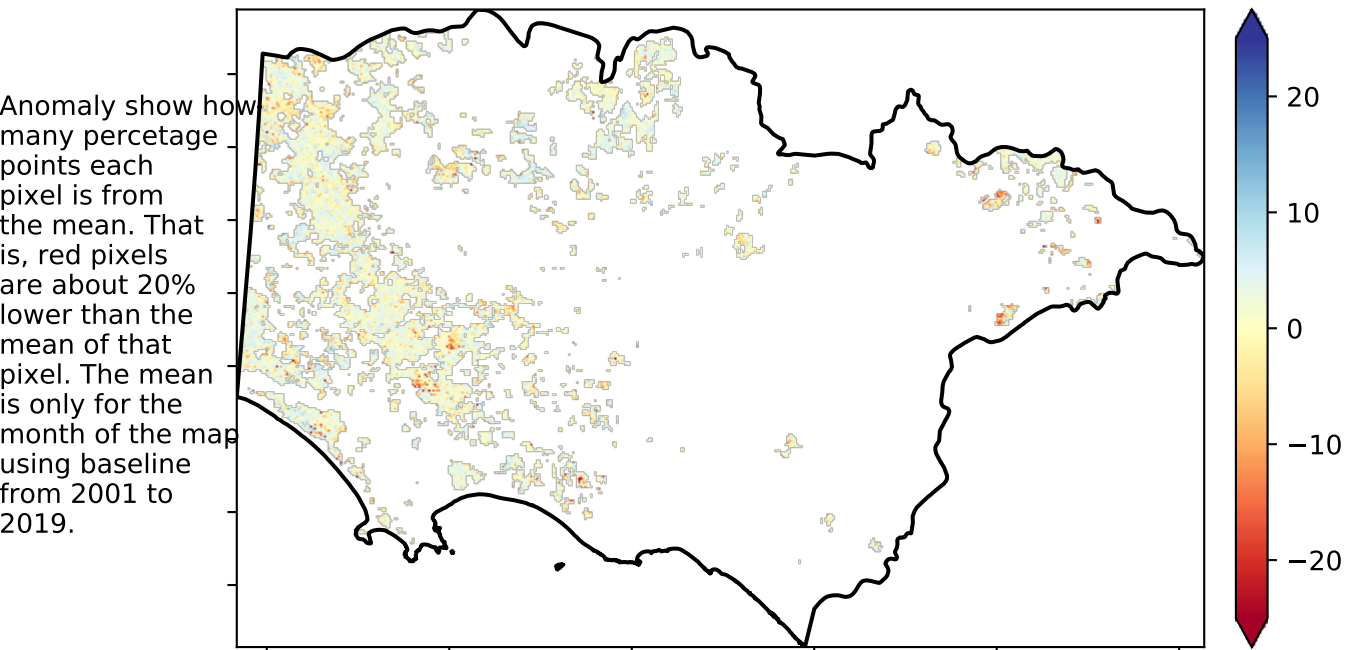 Anomaly show how
many percetage
points each
pixel is from
the mean. That
is, red pixels
are about 20%
lower than the
mean of that
pixel. The mean
is only for the
month of the map
using baseline
from 2001 to
2019.
20
10
0
−10
−20